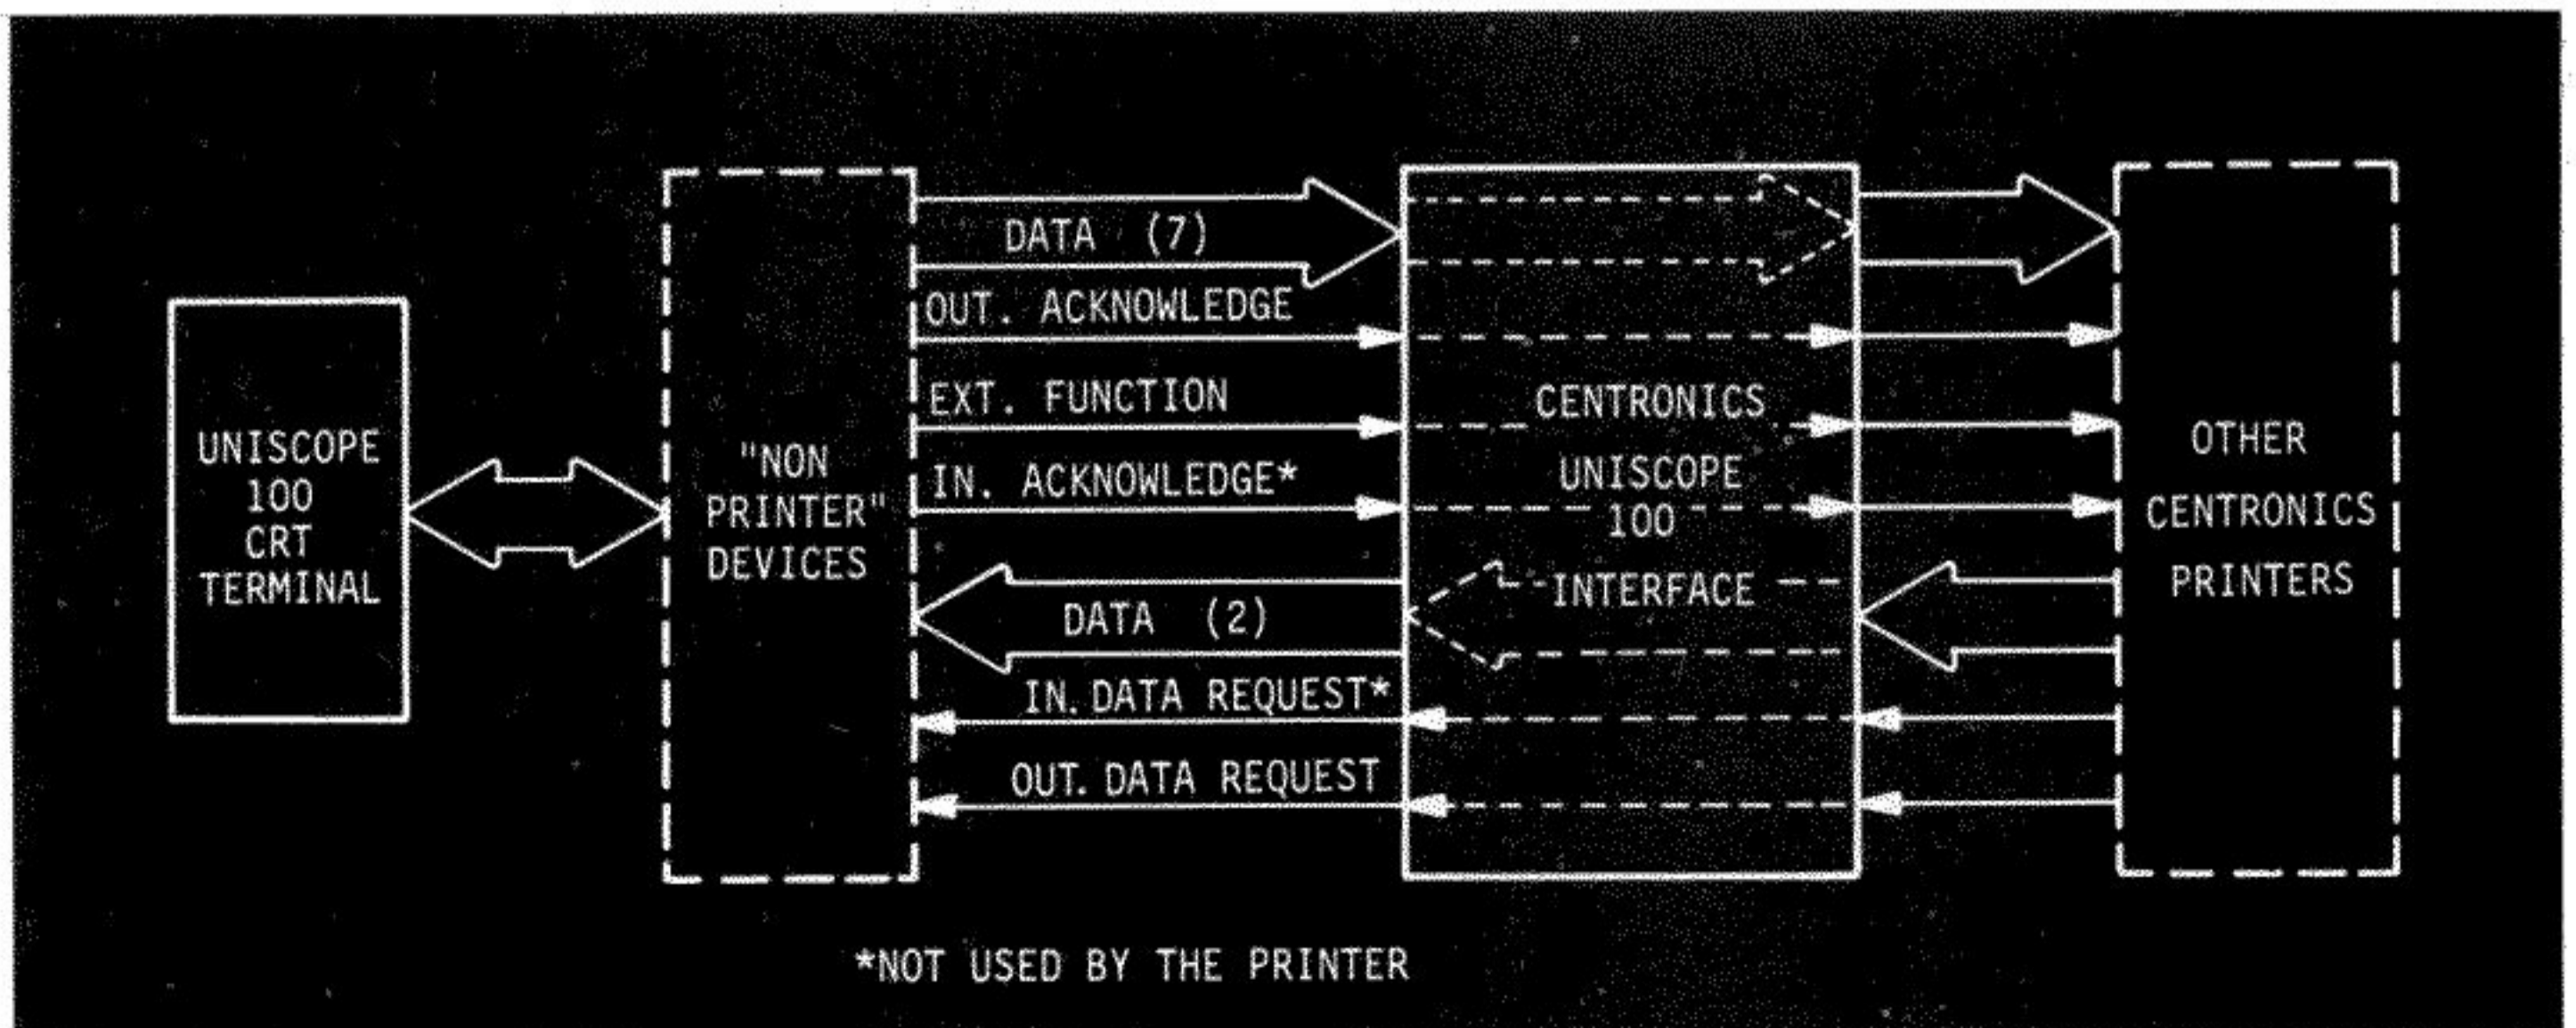 UNISCOPE
100
CRT
TERMINAL
"NON
PRINTER"
DEVICES
DATA (7)
OUT. ACKNOWLEDGE
EXT. FUNCTION
IN. ACKNOWLEDGE*
DATA (2)
IN. DATA REQUEST*
OUT. DATA REQUEST
CENTRONICS
UNISCOPE
100
INTERFACE
OTHER
CENTRONICS
PRINTERS
*NOT USED BY THE PRINTER